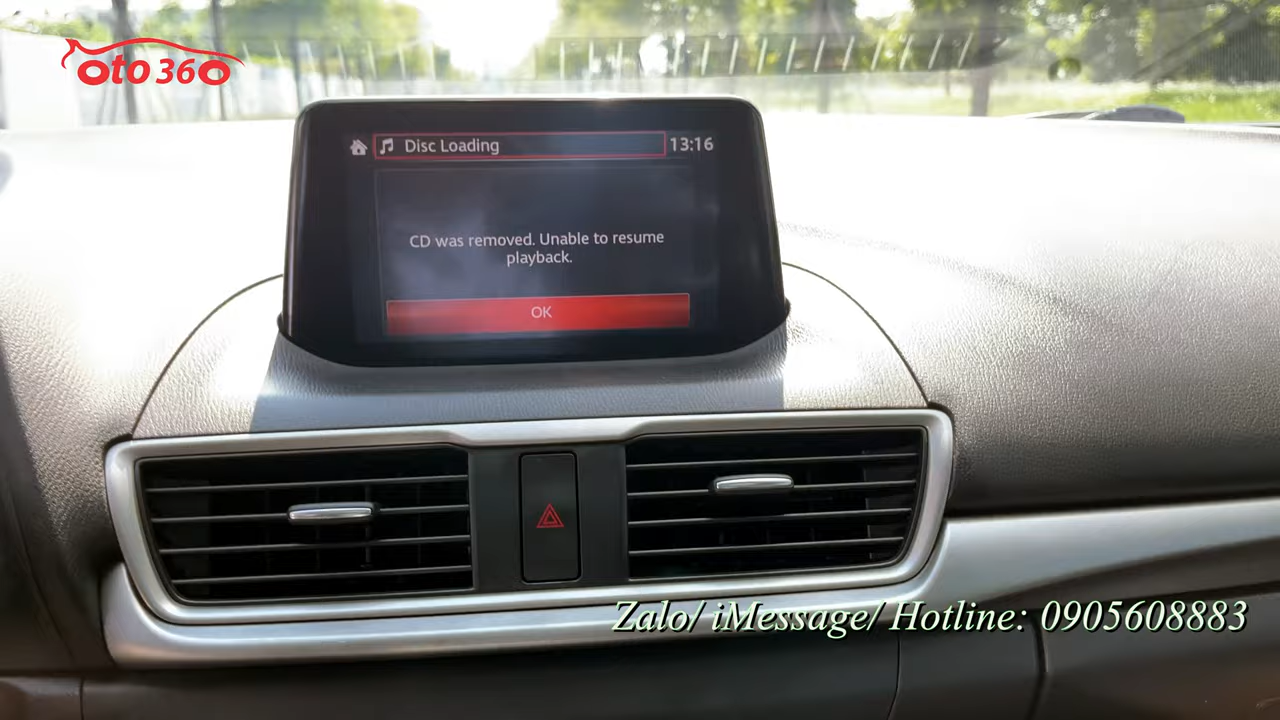 oto360
Disc Loading
13:16
CD was removed. Unable to resume
playback.
OK
Zalo/ iMessage/ Hotline: 0905608883